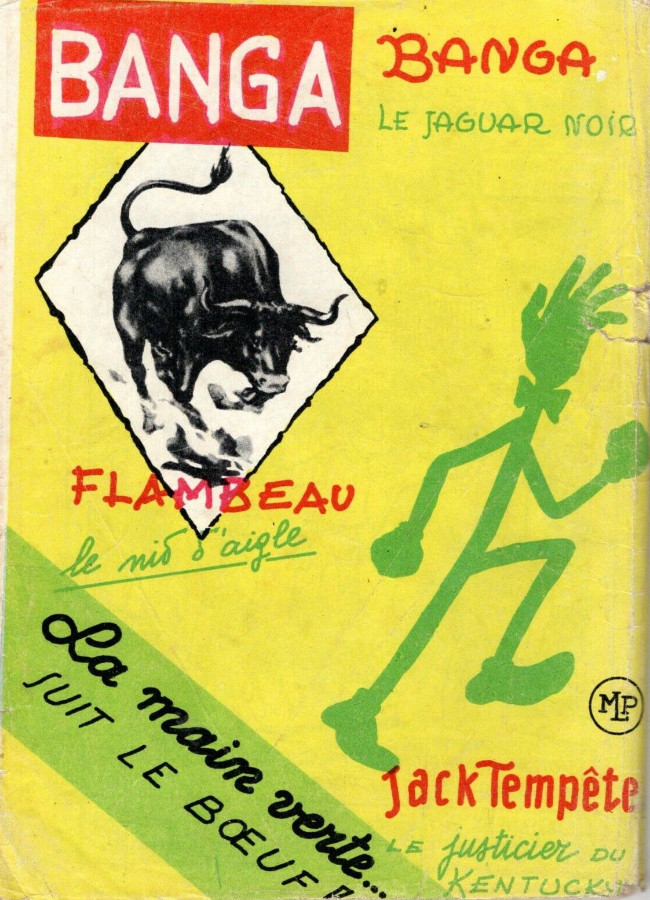 BANGA
BANGA
LE JAGUAR NOIR
FLAMBEAU
le nid d'aigle
La main verte...
SUIT LE BŒUF!!
MLP
Jack Tempête
LE justicier DU
KENTUCKY